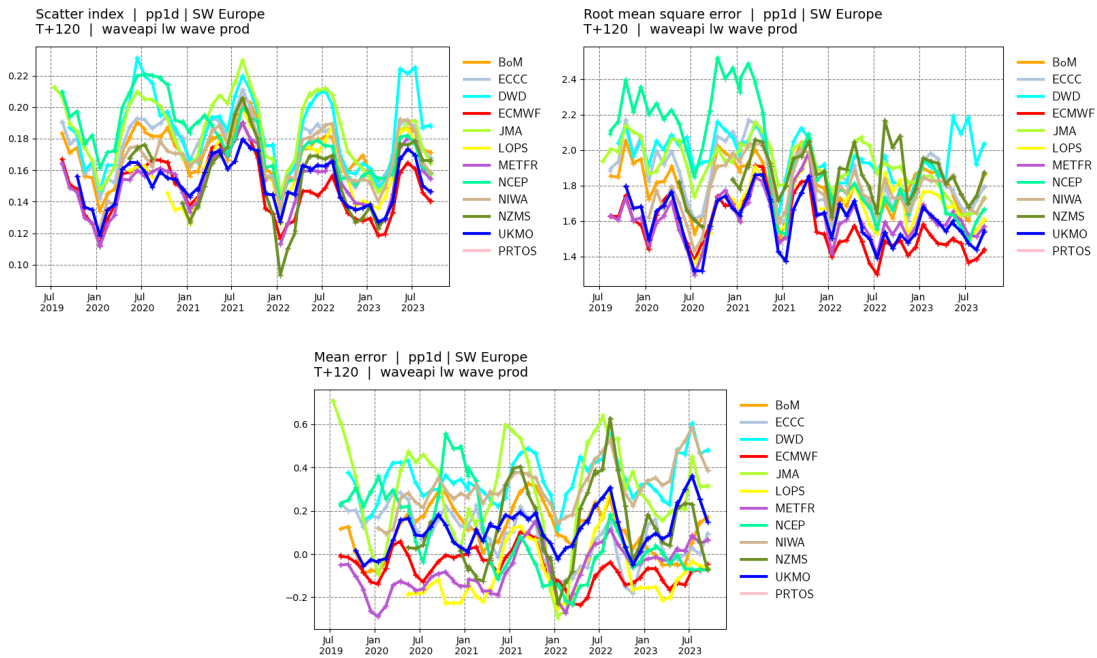 Scatter index | pp1d | SW Europe
T+120 | waveapi lw wave prod
0.22
0.20
0.18
0.16
0.14
0.12
0.10
Jul 2019
Jan 2020
Jul 2020
Jan 2021
Jul 2021
Jan 2022
Jul 2022
Jan 2023
Jul 2023
BoM
ECCC
DWD
ECMWF
JMA
LOPS
METFR
NCEP
NIWA
NZMS
UKMO
PRTOS
Root mean square error | pp1d | SW Europe
T+120 | waveapi lw wave prod
2.4
2.2
2.0
1.8
1.6
1.4
Jul 2019
Jan 2020
Jul 2020
Jan 2021
Jul 2021
Jan 2022
Jul 2022
Jan 2023
Jul 2023
BoM
ECCC
DWD
ECMWF
JMA
LOPS
METFR
NCEP
NIWA
NZMS
UKMO
PRTOS
Mean error | pp1d | SW Europe
T+120 | waveapi lw wave prod
0.6
0.4
0.2
0.0
−0.2
Jul 2019
Jan 2020
Jul 2020
Jan 2021
Jul 2021
Jan 2022
Jul 2022
Jan 2023
Jul 2023
BoM
ECCC
DWD
ECMWF
JMA
LOPS
METFR
NCEP
NIWA
NZMS
UKMO
PRTOS